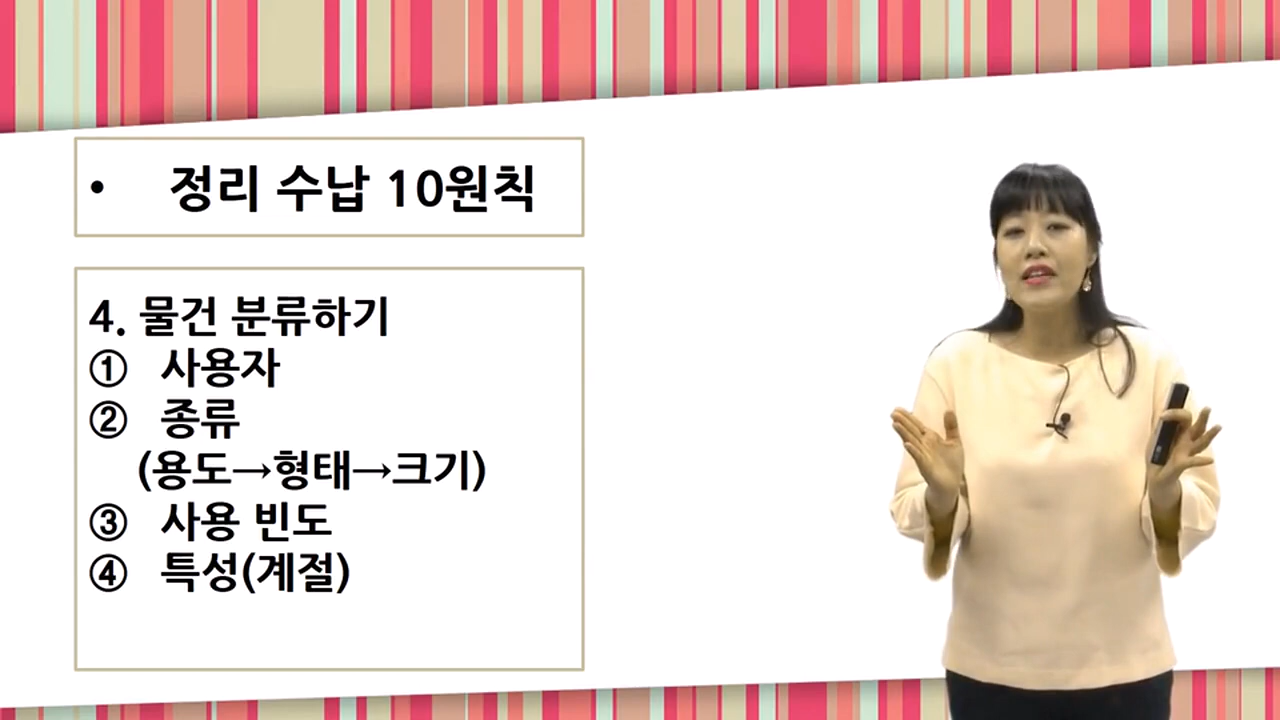 • 정리 수납 10원칙
4. 물건 분류하기
① 사용자
② 종류
(용도→형태→크기)
③ 사용 빈도
④ 특성(계절)